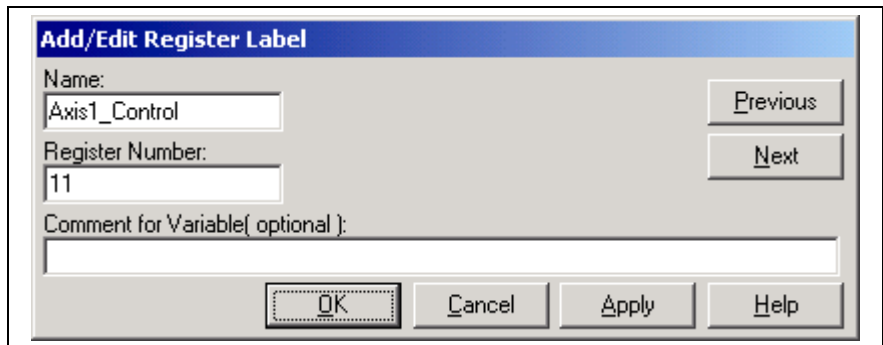 Add/Edit Register Label
Name:
Axis1_Control
Previous
Register Number:
Next
11
Comment for Variable( optional ):
OK Cancel Apply Help